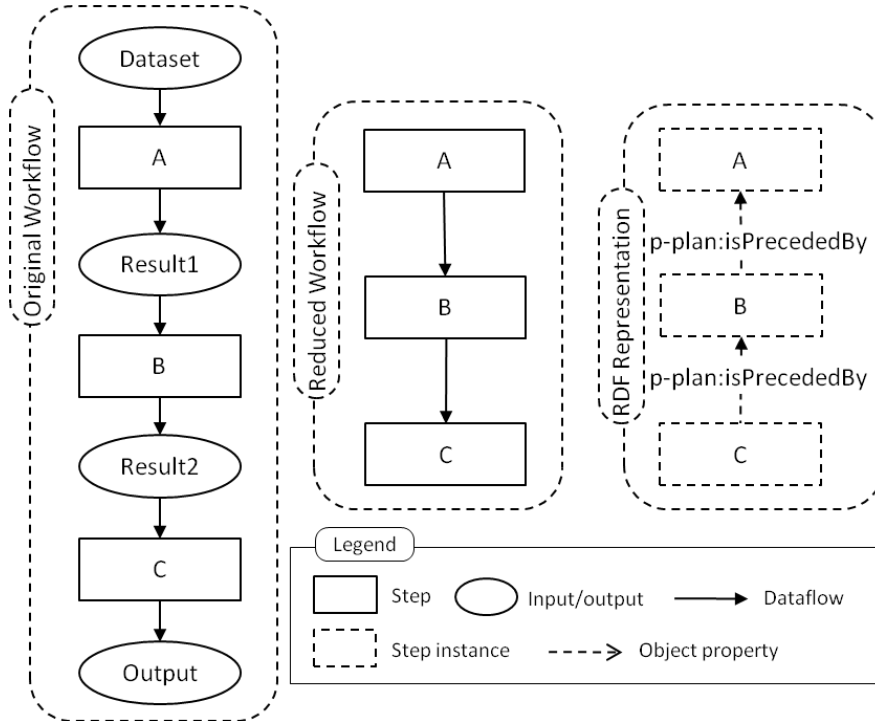 Original Workflow
Dataset
A
Result1
B
Result2
C
Output
Reduced Workflow
A
B
C
RDF Representation
A
p-plan:isPrecededBy
B
p-plan:isPrecededBy
C
Legend
Step
Input/output
Dataflow
Step instance
Object property